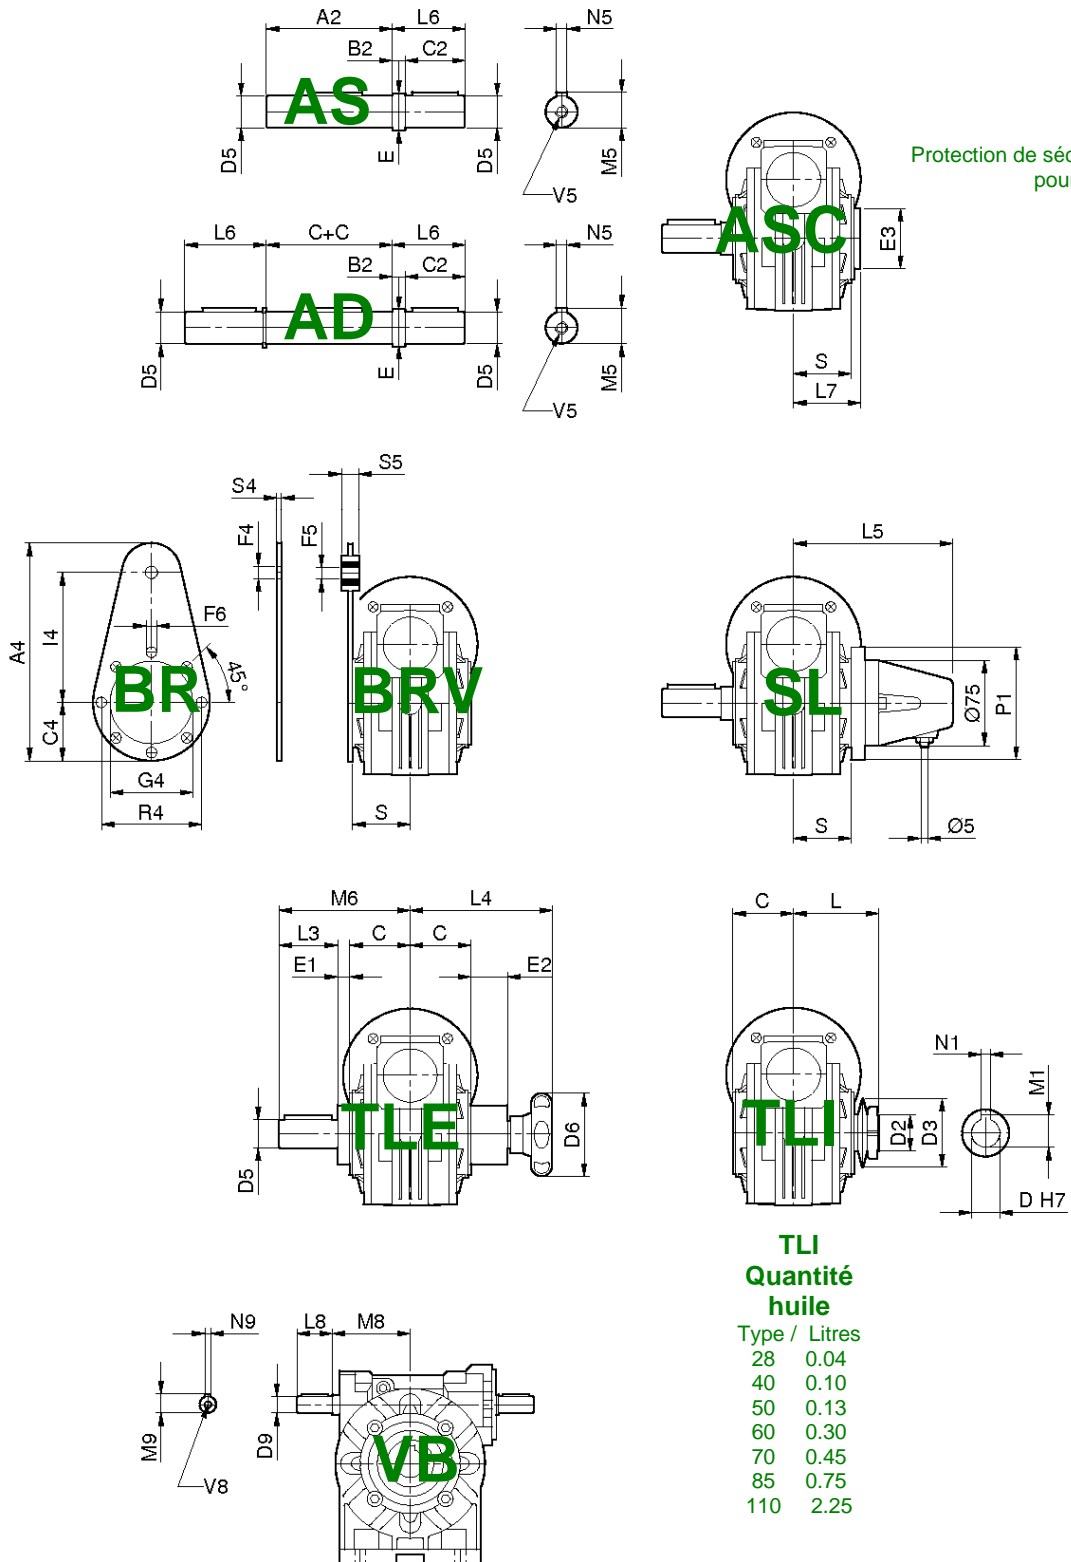 A2 L6 N5
B2 C2
AS
D5 E D5 M5
V5
Protection de
pour
ASC
E3
S
L7
L6 C+C L6 N5
B2 C2
AD
D5 E D5 M5
V5
S5
S4
F4 F5
L5
A4 I4 F6
45°
BR BRV SL
C4
Ø75 P1
G4
R4
S
S Ø5
M6 L4
L3 C C
E1 E2
TLE
D5 D6
C L
N1 M1
TLI
D2 D3
D H7
TLI
Quantité
huile
Type / Litres
28 0.04
40 0.10
50 0.13
60 0.30
70 0.45
85 0.75
110 2.25
N9 L8 M8
M9 D9
V8
VB